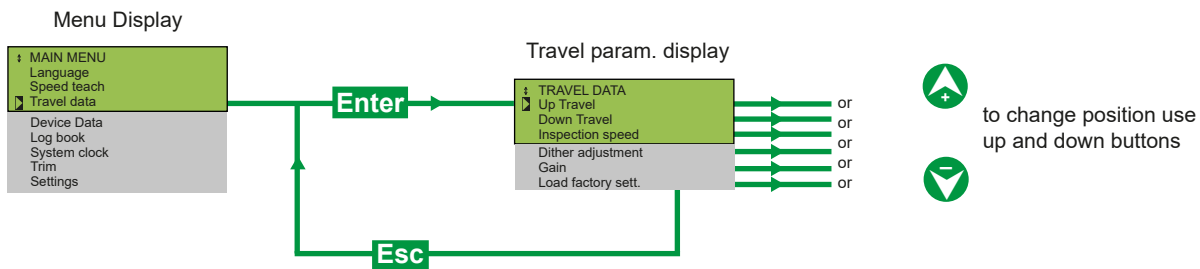 Menu Display
MAIN MENU
Language
Speed teach
Travel data
Device Data
Log book
System clock
Trim
Settings
Enter
Esc
Travel param. display
TRAVEL DATA
Up Travel
Down Travel
Inspection speed
Dither adjustment
Gain
Load factory sett.
or
or
or
or
or
+
−
to change position use
up and down buttons